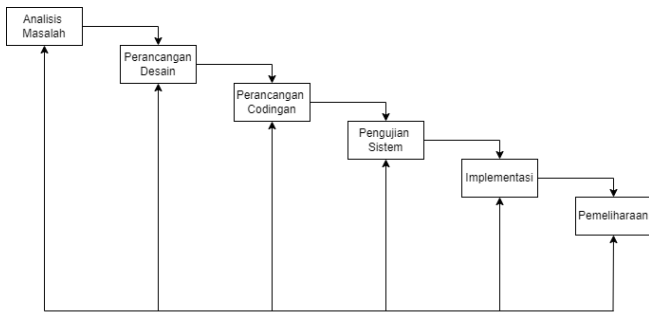 Analisis
Masalah
Perancangan
Desain
Perancangan
Codingan
Pengujian
Sistem
Implementasi
Pemeliharaan